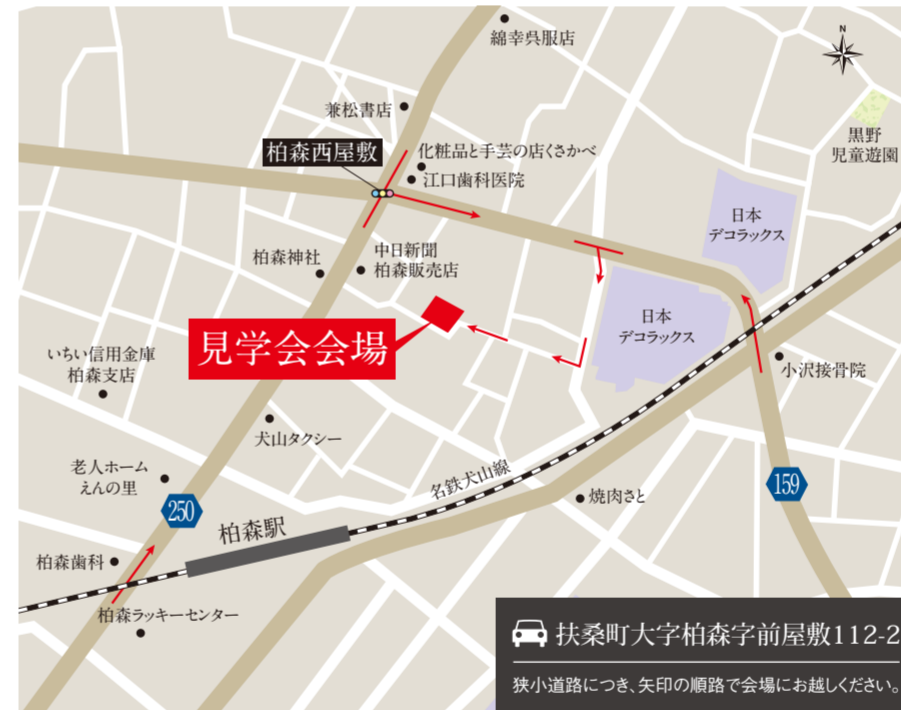 綿幸呉服店
N
兼松書店
黒野
児童遊園
柏森西屋敷
化粧品と手芸の店くさかべ
江口歯科医院
日本
デコラックス
柏森神社
中日新聞
柏森販売店
見学会会場
日本
デコラックス
いちい信用金庫
柏森支店
小沢接骨院
犬山タクシー
老人ホーム
えんの里
名鉄犬山線
159
焼肉さと
250
柏森駅
柏森歯科
柏森ラッキーセンター
扶桑町大字柏森字前屋敷112-2
狭小道路につき、矢印の順路で会場にお越しください。